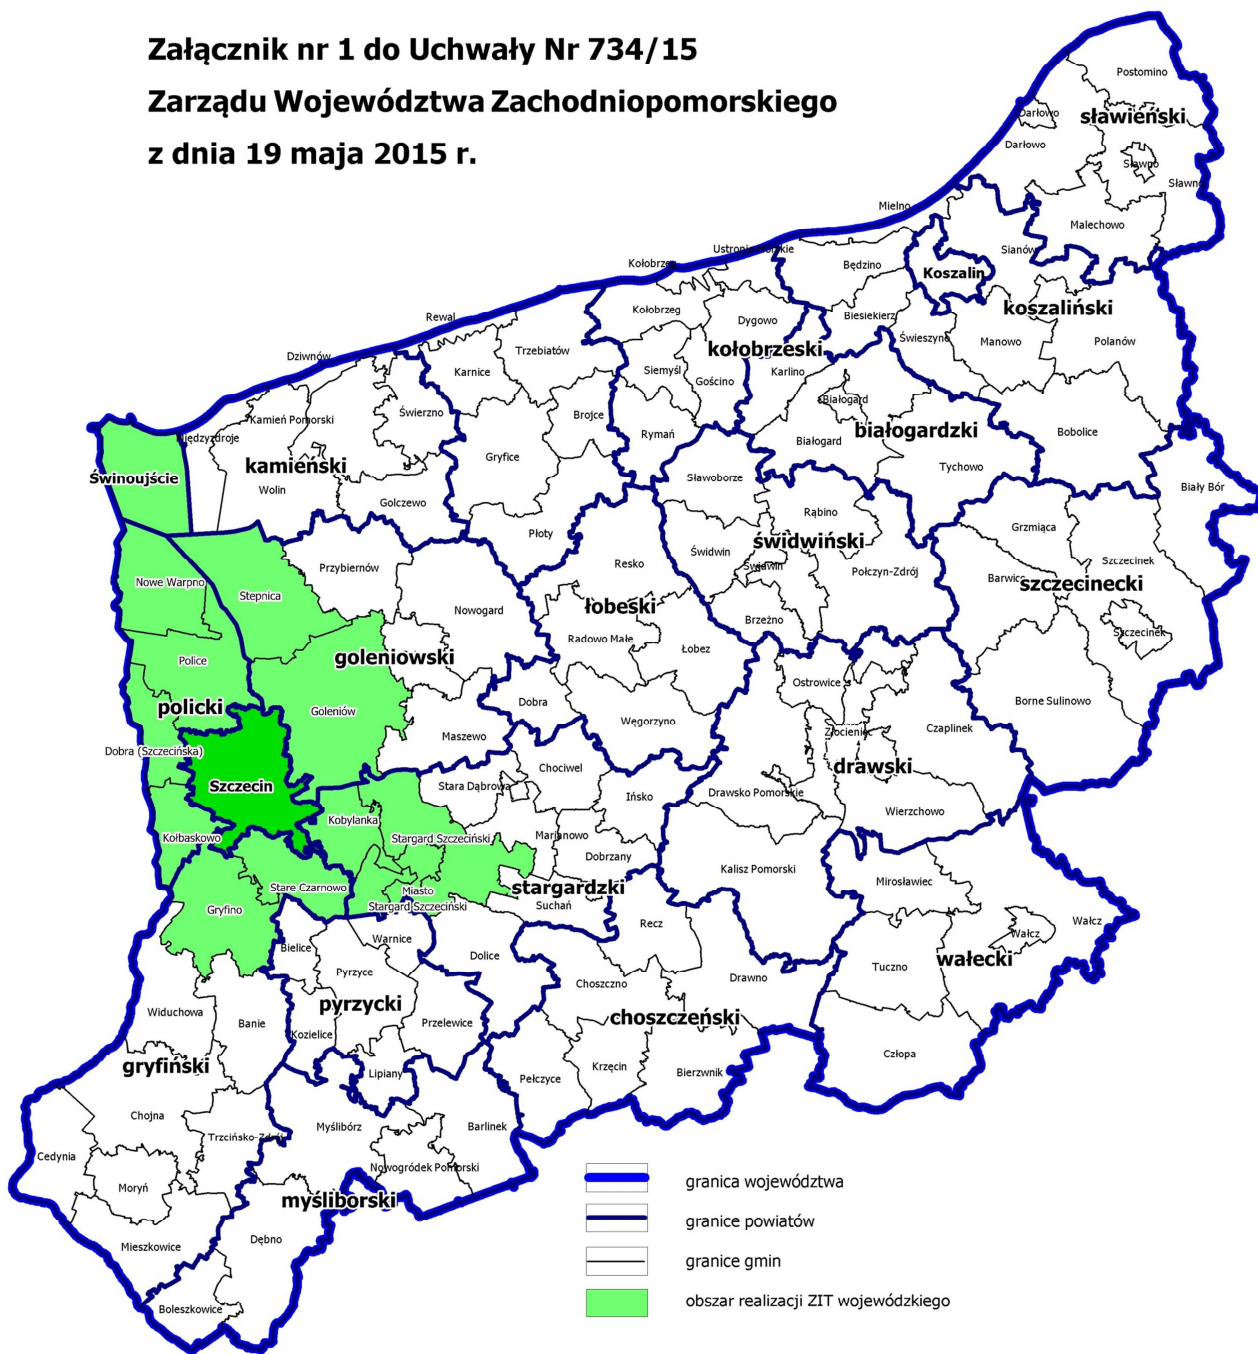 Załącznik nr 1 do Uchwały Nr 734/15
Zarządu Województwa Zachodniopomorskiego
z dnia 19 maja 2015 r.
Postomino
Darłowo
sławieński
Darłowo
Sławno
Sławno
Mielno
Malechowo
Sianów
Ustronie Morskie
Kołobrzeg
Będzino
Koszalin
koszaliński
Kołobrzeg
Dygowo
Biesiekierz
Rewal
Świeszyno
Manowo
Polanów
Trzebiatów
kołobrzeski
Dziwnów
Karnice
Siemyśl
Gościno
Karlino
Białogard
Kamień Pomorski
Świerzno
Brojce
Rymań
Białogard
białogardzki
Bobolice
Międzyzdroje
kamieński
Gryfice
Tychowo
Świnoujście
Wolin
Golczewo
Sławoborze
Biały Bór
Rąbino
Grzmiąca
Płoty
świdwiński
Świdwin
Przybiernów
Resko
Świdwin
Szczecinek
Połczyn-Zdrój
Barwice
szczecinecki
Nowe Warpno
Stepnica
Nowogard
łobeski
Brzeżno
Radowo Małe
Łobez
Szczecinek
Police
goleniowski
Ostrowice
policki
Goleniów
Dobra
Węgorzyno
Borne Sulinowo
Złocieniec
Czaplinek
Maszewo
Dobra (Szczecińska)
Chociwel
drawski
Szczecin
Stara Dąbrowa
Ińsko
Drawsko Pomorskie
Wierzchowo
Kobylanka
Kołbaskowo
Stargard Szczeciński
Marianowo
Dobrzany
Kalisz Pomorski
Stare Czarnowo
Miasto
Stargard Szczeciński
stargardzki
Suchań
Mirosławiec
Gryfino
Recz
Wałcz
Wałcz
Bielice
Warnice
Dolice
wałecki
Pyrzyce
Tuczno
Choszczno
Drawno
pyrzycki
choszczeński
Widuchowa
Banie
Kozielice
Przelewice
gryfiński
Lipiany
Pełczyce
Krzęcin
Bierzwnik
Człopa
Chojna
Trzcińsko-Zdrój
Myślibórz
Barlinek
Cedynia
Moryń
Nowogródek Pomorski
myśliborski
Mieszkowice
Dębno
Boleszkowice
granica województwa
granice powiatów
granice gmin
obszar realizacji ZIT wojewódzkiego